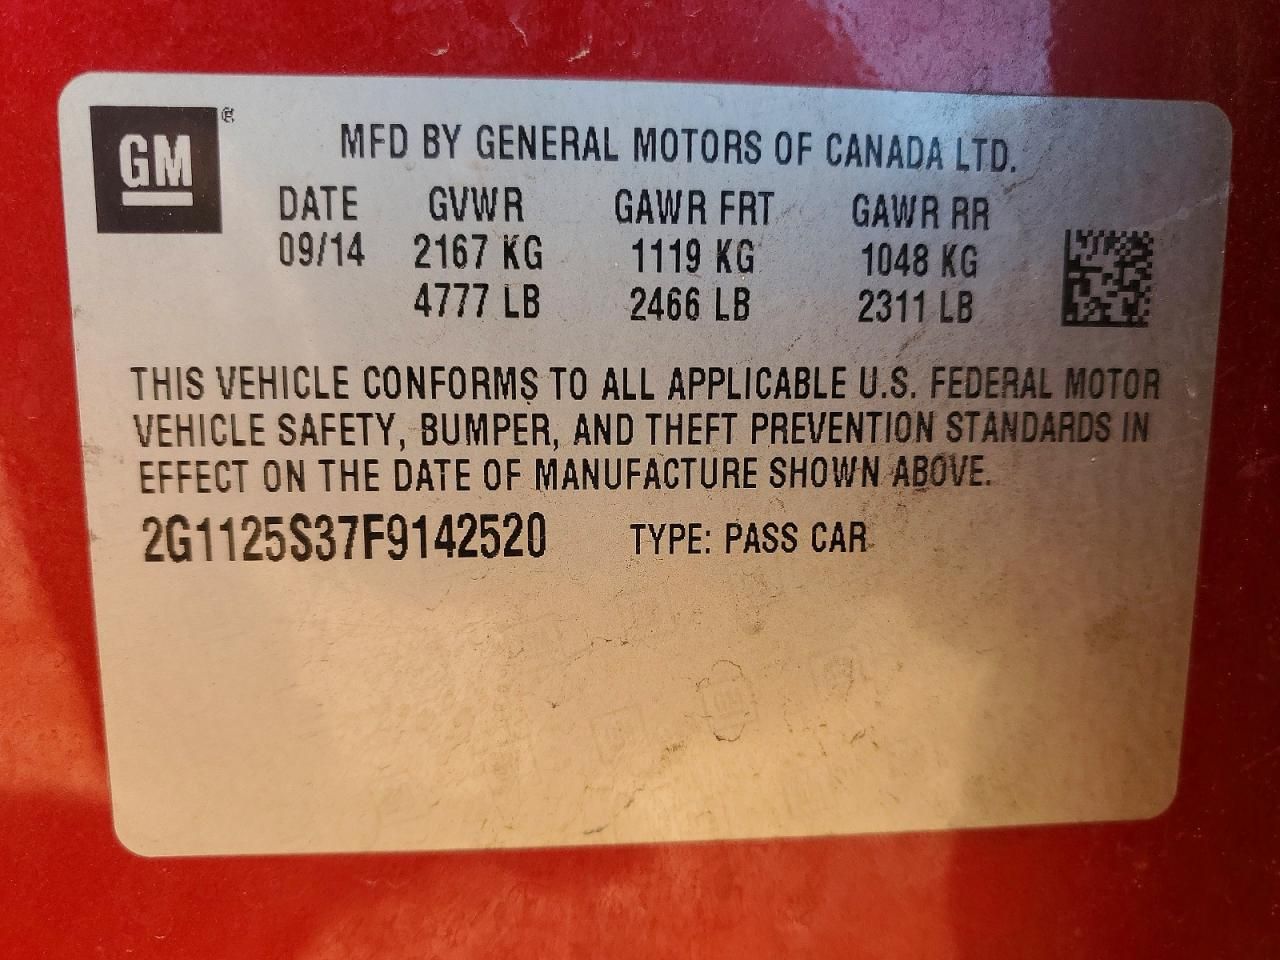 GM®
MFD BY GENERAL MOTORS OF CANADA LTD.
DATE GVWR GAWR FRT GAWR RR
09/14 2167 KG 1119 KG 1048 KG
4777 LB 2466 LB 2311 LB
THIS VEHICLE CONFORMS TO ALL APPLICABLE U.S. FEDERAL MOTOR
VEHICLE SAFETY, BUMPER, AND THEFT PREVENTION STANDARDS IN
EFFECT ON THE DATE OF MANUFACTURE SHOWN ABOVE.
2G1125S37F9142520 TYPE: PASS CAR